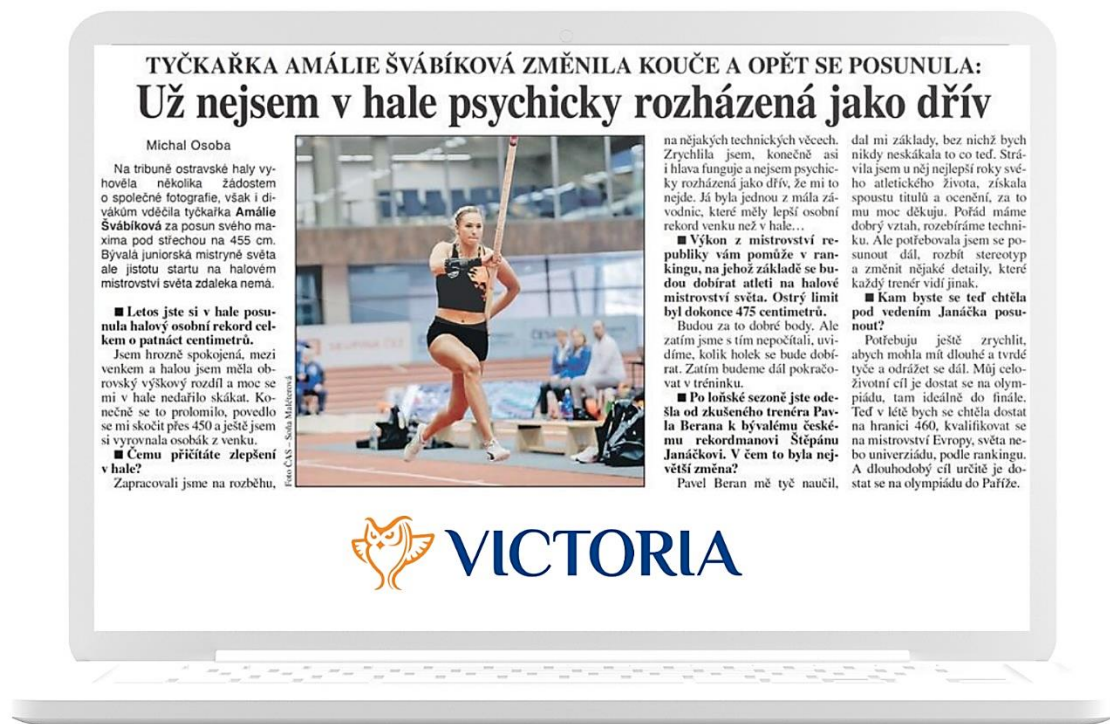 TYČKAŘKA AMÁLIE ŠVÁBÍKOVÁ ZMĚNILA KOUČE A OPĚT SE POSUNULA:
Už nejsem v hale psychicky rozházená jako dřív
Michal Osoba
Na tribuně ostravské haly vy-
hověla několika žádostem
o společné fotografie, však i di-
vákům vděčila tyčkařka Amálie
Švábíková za posun svého ma-
xima pod střechou na 455 cm.
Bývalá juniorská mistryně světa
ale jistotu startu na halovém
mistrovství světa zdaleka nemá.
■ Letos jste si v hale posu-
nula halový osobní rekord cel-
kem o patnáct centimetrů.
Jsem hrozně spokojená, mezi
venkem a halou jsem měla ob-
rovský výškový rozdíl a moc se
mi v hale nedařilo skákat. Ko-
nečně se to prolomilo, povedlo
se mi skočit přes 450 a ještě jsem
si vyrovnala osobák z venku.
■ Čemu přičítáte zlepšení
v hale?
Zapracovali jsme na rozběhu,
Foto ČAS – Soňa Maléterová
na nějakých technických věcech.
Zrychlila jsem, konečně asi
i hlava funguje a nejsem psychic-
ky rozházená jako dřív, že mi to
nejde. Já byla jednou z mála zá-
vodnic, které měly lepší osobní
rekord venku než v hale…
■ Výkon z mistrovství re-
publiky vám pomůže v ran-
kingu, na jehož základě se bu-
dou dobírat atleti na halové
mistrovství světa. Ostrý limit
byl dokonce 475 centimetrů.
Budou za to dobré body. Ale
zatím jsme s tím nepočítali, uvi-
díme, kolik holek se bude dobí-
rat. Zatím budeme dál pokračo-
vat v tréninku.
■ Po loňské sezoně jste ode-
šla od zkušeného trenéra Pav-
la Berana k bývalému české-
mu rekordmanovi Štěpánu
Janáčkovi. V čem to byla nej-
větší změna?
Pavel Beran mě tyč naučil,
dal mi základy, bez nichž bych
nikdy neskákala to co teď. Strá-
vila jsem u něj nejlepší roky své-
ho atletického života, získala
spoustu titulů a ocenění, za to
mu moc děkuji. Pořád máme
dobrý vztah, rozebíráme techni-
ku. Ale potřebovala jsem se po-
sunout dál, rozbít stereotyp
a změnit nějaké detaily, které
každý trenér vidí jinak.
■ Kam byste se teď chtěla
pod vedením Janáčka posu-
nout?
Potřebuju ještě zrychlit,
abych mohla mít dlouhé a tvrdé
tyče a odrážet se dál. Můj celo-
životní cíl je dostat se na olym-
piádu, tam ideálně do finále.
Teď v létě bych se chtěla dostat
na hranici 460, kvalifikovat se
na mistrovství Evropy, světa ne-
bo univerziádu, podle rankingu.
A dlouhodobý cíl určitě je do-
stat se na olympiádu do Paříže.
VICTORIA